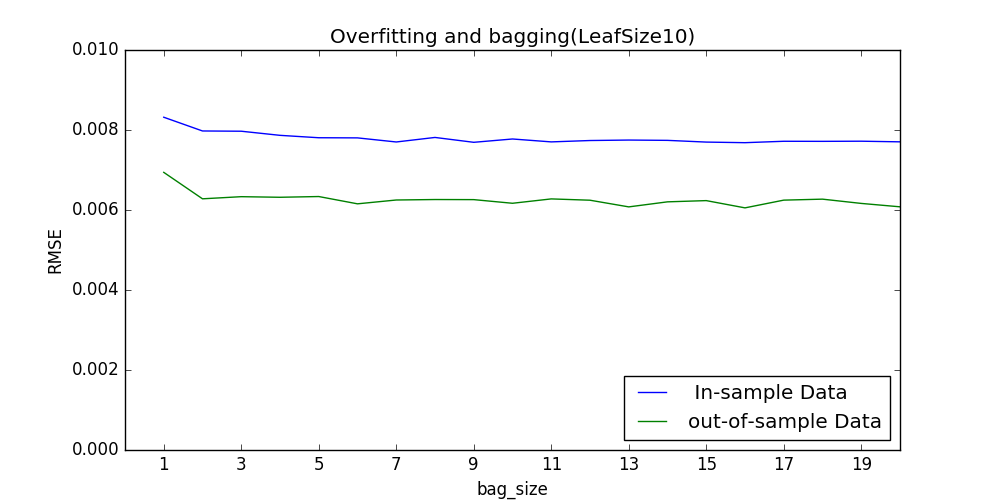 Overfitting and bagging(LeafSize10)
0.010
0.008
0.006
0.004
0.002
0.000
RMSE
In-sample Data
out-of-sample Data
1 3 5 7 9 11 13 15 17 19
bag_size